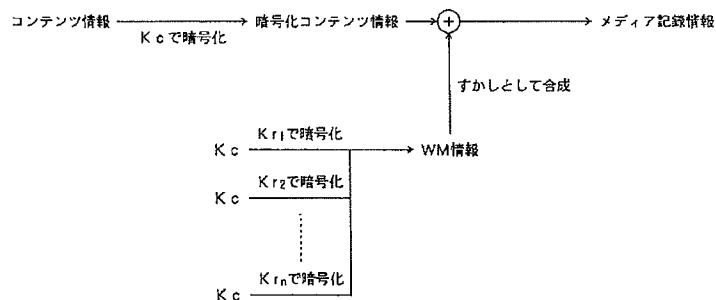 コンテンツ情報
Kcで暗号化
暗号化コンテンツ情報
メディア記録情報
すかしとして合成
Kc
Kr1で暗号化
WM情報
Kc
Kr2で暗号化
Kc
Krnで暗号化